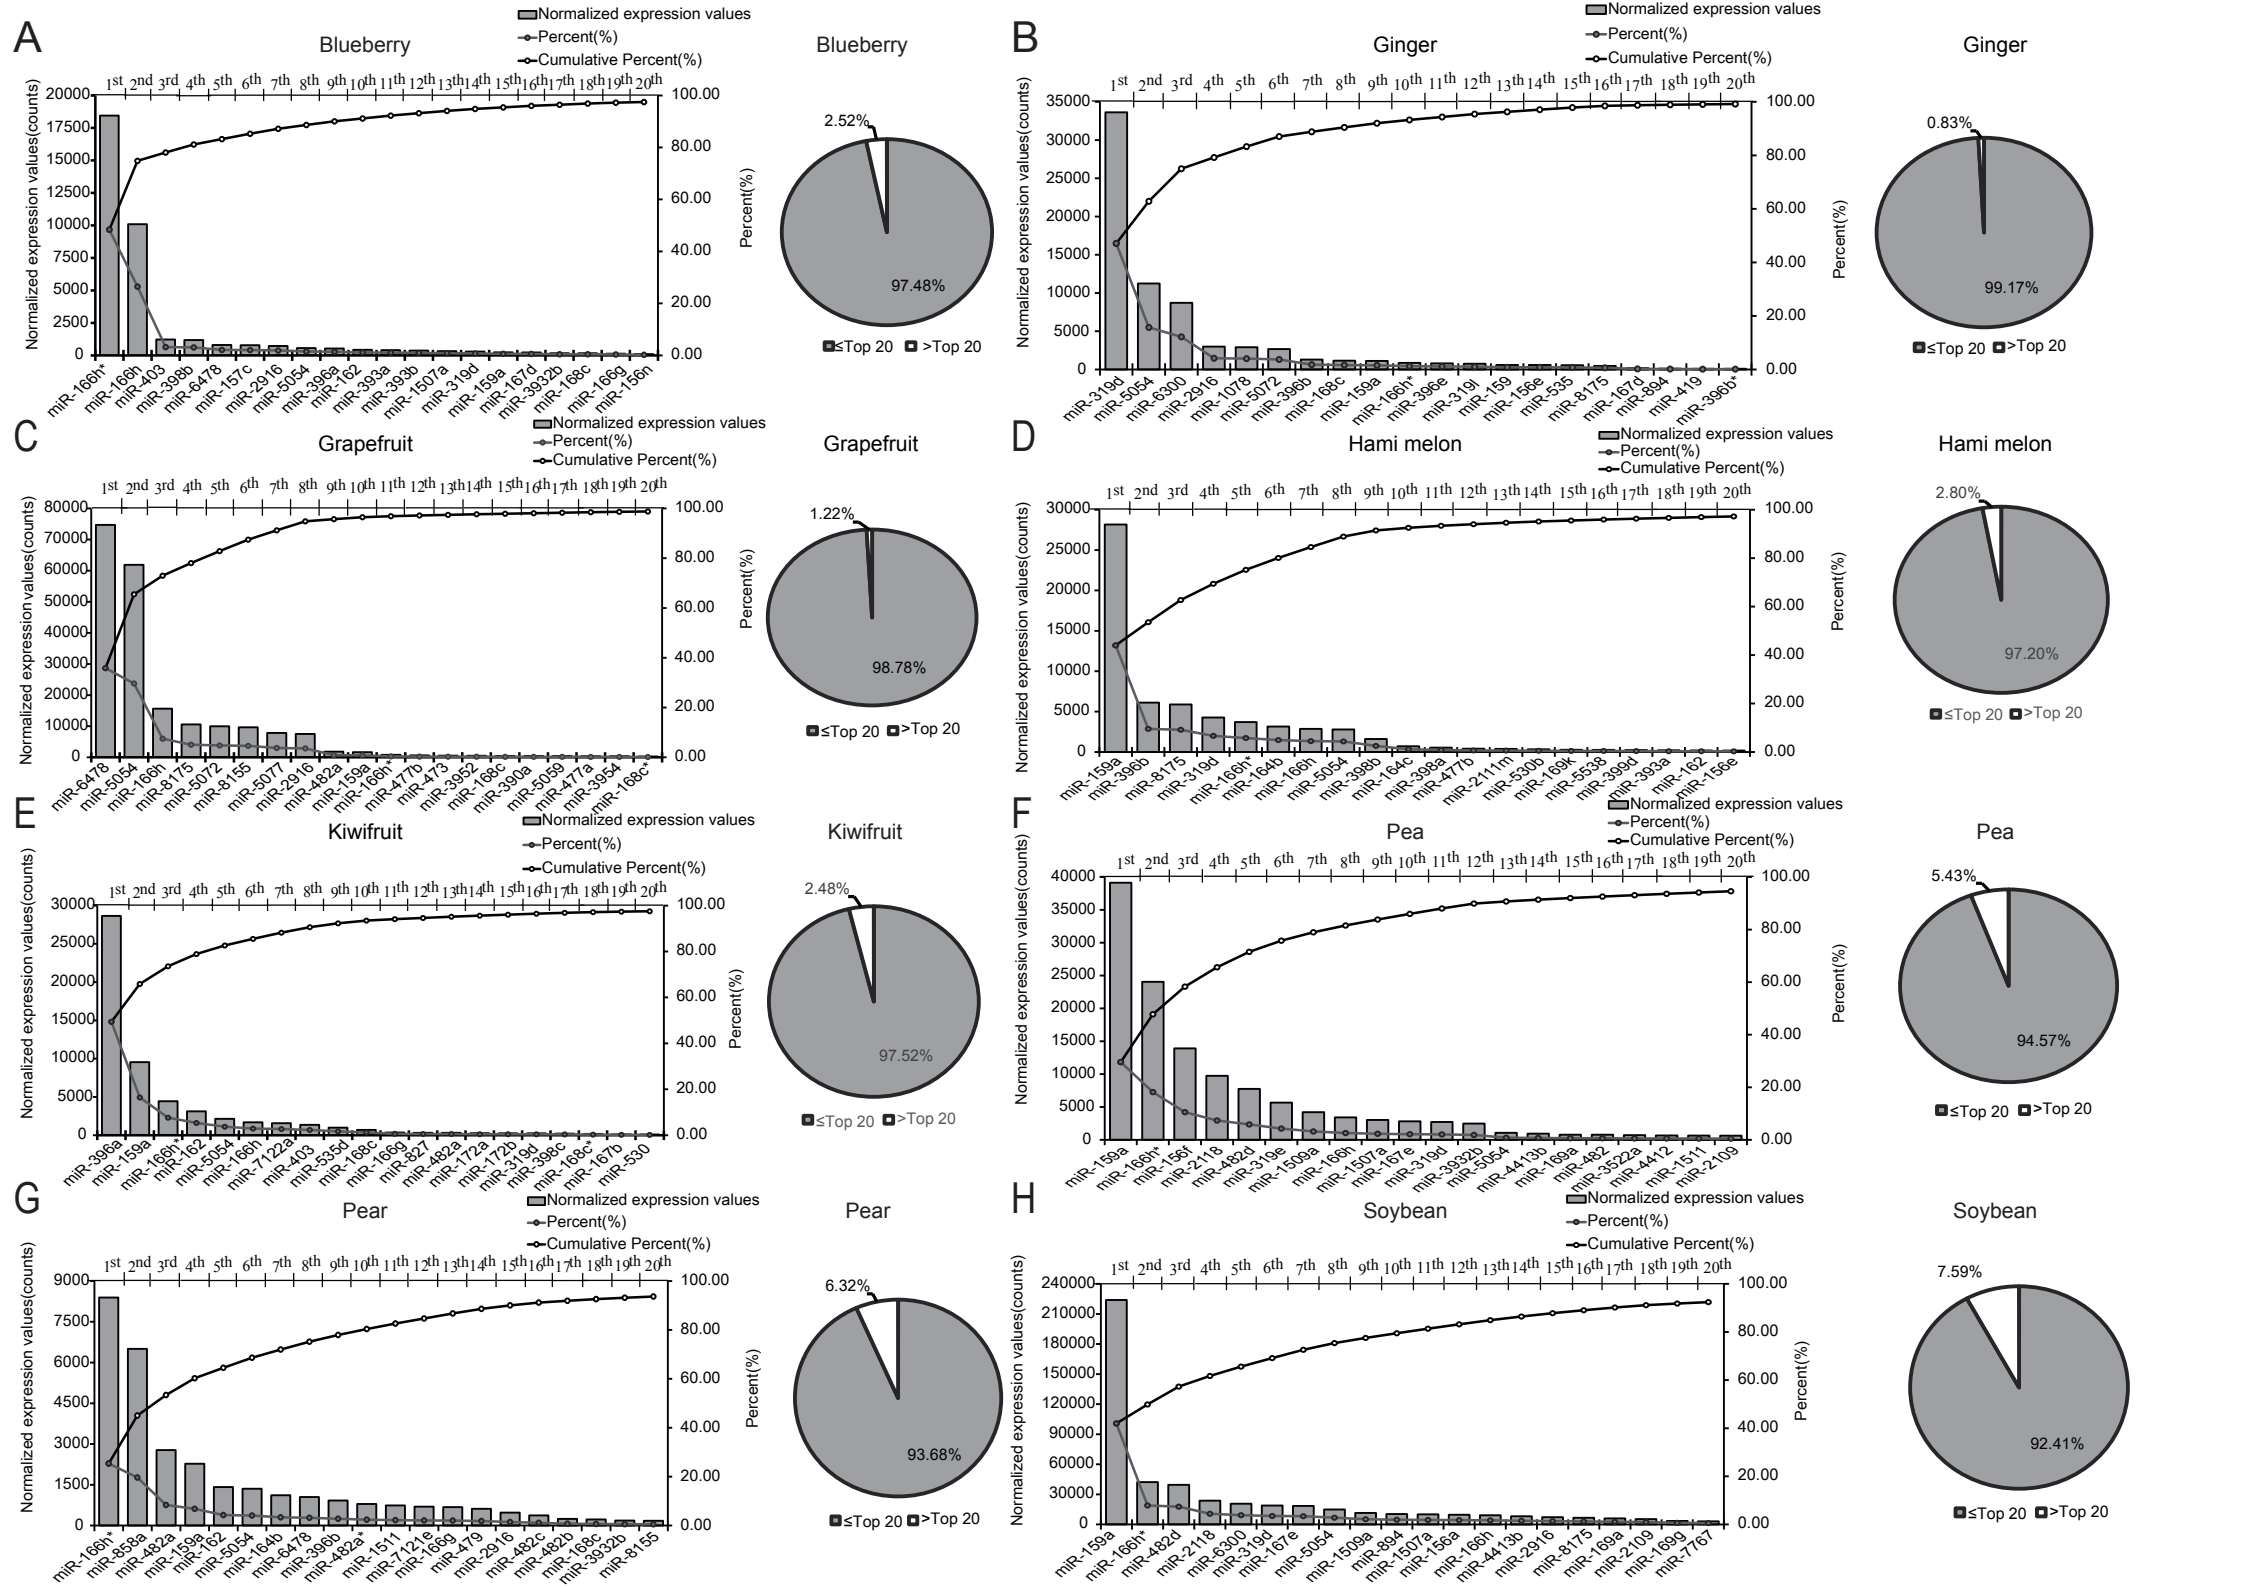 A
Blueberry
Normalized expression values
Percent(%)
Cumulative Percent(%)
1st 2nd 3rd 4th 5th 6th 7th 8th 9th 10th 11th 12th 13th 14th 15th 16th 17th 18th 19th 20th
Normalized expression values(counts)
20000
17500
15000
12500
10000
7500
5000
2500
0
100.00
80.00
60.00
40.00
20.00
0.00
Percent(%)
miR-166h* miR-166h miR-403 miR-398b miR-6478 miR-157c miR-2916 miR-5054 miR-396a miR-162 miR-393a miR-393b miR-1507a miR-319d miR-159a miR-167d miR-3932b miR-168c miR-166g miR-156n
Blueberry
2.52%
97.48%
≤Top 20 >Top 20
B
Ginger
Normalized expression values
Percent(%)
Cumulative Percent(%)
1st 2nd 3rd 4th 5th 6th 7th 8th 9th 10th 11th 12th 13th 14th 15th 16th 17th 18th 19th 20th
Normalized expression values(counts)
35000
30000
25000
20000
15000
10000
5000
0
100.00
80.00
60.00
40.00
20.00
0.00
Percent(%)
miR-319d miR-5054 miR-6300 miR-2916 miR-1078 miR-5072 miR-396b miR-168c miR-159a miR-166h* miR-396e miR-319l miR-159 miR-156e miR-535 miR-8175 miR-167d miR-894 miR-419 miR-396b*
Ginger
0.83%
99.17%
≤Top 20 >Top 20
C
Grapefruit
Normalized expression values
Percent(%)
Cumulative Percent(%)
1st 2nd 3rd 4th 5th 6th 7th 8th 9th 10th 11th 12th 13th 14th 15th 16th 17th 18th 19th 20th
Normalized expression values(counts)
80000
70000
60000
50000
40000
30000
20000
10000
0
100.00
80.00
60.00
40.00
20.00
0.00
Percent(%)
miR-6478 miR-5054 miR-166h miR-8175 miR-5072 miR-8155 miR-5077 miR-2916 miR-482a miR-159a miR-166h* miR-477b miR-473 miR-3952 miR-168c miR-390a miR-5059 miR-477a miR-3954 miR-168c*
Grapefruit
1.22%
98.78%
≤Top 20 >Top 20
D
Hami melon
Normalized expression values
Percent(%)
Cumulative Percent(%)
1st 2nd 3rd 4th 5th 6th 7th 8th 9th 10th 11th 12th 13th 14th 15th 16th 17th 18th 19th 20th
Normalized expression values(counts)
30000
25000
20000
15000
10000
5000
0
100.00
80.00
60.00
40.00
20.00
0.00
Percent(%)
miR-159a miR-396b miR-8175 miR-319d miR-166h* miR-164b miR-166h miR-5054 miR-398b miR-164c miR-398a miR-477b miR-2111m miR-530b miR-169k miR-5538 miR-399d miR-393a miR-162 miR-156e
Hami melon
2.80%
97.20%
≤Top 20 >Top 20
E
Kiwifruit
Normalized expression values
Percent(%)
Cumulative Percent(%)
1st 2nd 3rd 4th 5th 6th 7th 8th 9th 10th 11th 12th 13th 14th 15th 16th 17th 18th 19th 20th
Normalized expression values(counts)
30000
25000
20000
15000
10000
5000
0
100.00
80.00
60.00
40.00
20.00
0.00
Percent(%)
miR-396a miR-159a miR-166h* miR-162 miR-5054 miR-166h miR-7122a miR-403 miR-535d miR-168c miR-166g miR-827 miR-482a miR-172a miR-172b miR-319d miR-398c miR-168c* miR-167b miR-530
Kiwifruit
2.48%
97.52%
≤Top 20 >Top 20
F
Pea
Normalized expression values
Percent(%)
Cumulative Percent(%)
1st 2nd 3rd 4th 5th 6th 7th 8th 9th 10th 11th 12th 13th 14th 15th 16th 17th 18th 19th 20th
Normalized expression values(counts)
40000
35000
30000
25000
20000
15000
10000
5000
0
100.00
80.00
60.00
40.00
20.00
0.00
Percent(%)
miR-159a miR-166h* miR-156f miR-2118 miR-482d miR-319e miR-1509a miR-166h miR-1507a miR-167e miR-319d miR-3932b miR-5054 miR-4413b miR-169a miR-482 miR-3522a miR-4412 miR-1511 miR-2109
Pea
5.43%
94.57%
≤Top 20 >Top 20
G
Pear
Normalized expression values
Percent(%)
Cumulative Percent(%)
1st 2nd 3rd 4th 5th 6th 7th 8th 9th 10th 11th 12th 13th 14th 15th 16th 17th 18th 19th 20th
Normalized expression values(counts)
9000
7500
6000
4500
3000
1500
0
100.00
80.00
60.00
40.00
20.00
0.00
Percent(%)
miR-166h* miR-858a miR-482a miR-159a miR-162 miR-5054 miR-164b miR-6478 miR-396b miR-482a* miR-1511 miR-7121e miR-166g miR-479 miR-2916 miR-482c miR-482b miR-168c miR-3932b miR-8155
Pear
6.32%
93.68%
≤Top 20 >Top 20
H
Soybean
Normalized expression values
Percent(%)
Cumulative Percent(%)
1st 2nd 3rd 4th 5th 6th 7th 8th 9th 10th 11th 12th 13th 14th 15th 16th 17th 18th 19th 20th
Normalized expression values(counts)
240000
210000
180000
150000
120000
90000
60000
30000
0
100.00
80.00
60.00
40.00
20.00
0.00
Percent(%)
miR-159a miR-166h* miR-482d miR-2118 miR-6300 miR-319d miR-167e miR-5054 miR-1509a miR-894 miR-1507a miR-156a miR-166h miR-4413b miR-2916 miR-8175 miR-169a miR-2109 miR-169g miR-7767
Soybean
7.59%
92.41%
≤Top 20 >Top 20